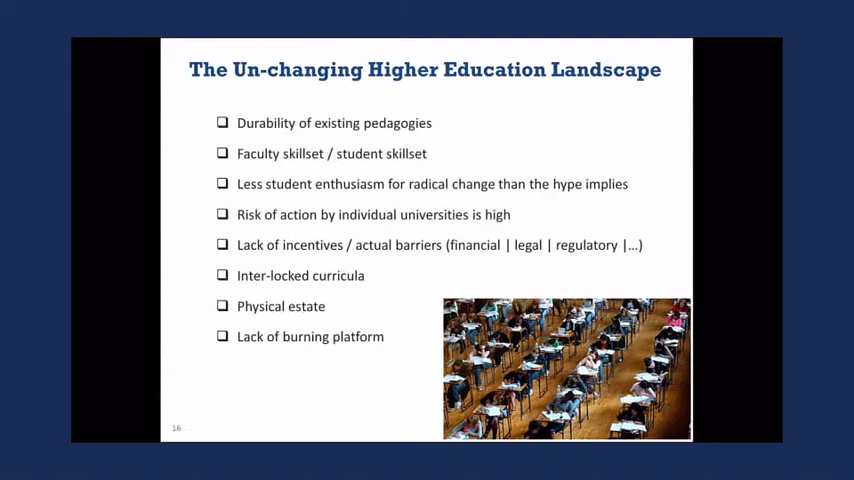 The Un-changing Higher Education Landscape
❑ Durability of existing pedagogies
❑ Faculty skillset / student skillset
❑ Less student enthusiasm for radical change than the hype implies
❑ Risk of action by individual universities is high
❑ Lack of incentives / actual barriers (financial | legal | regulatory |...)
❑ Inter-locked curricula
❑ Physical estate
❑ Lack of burning platform
16